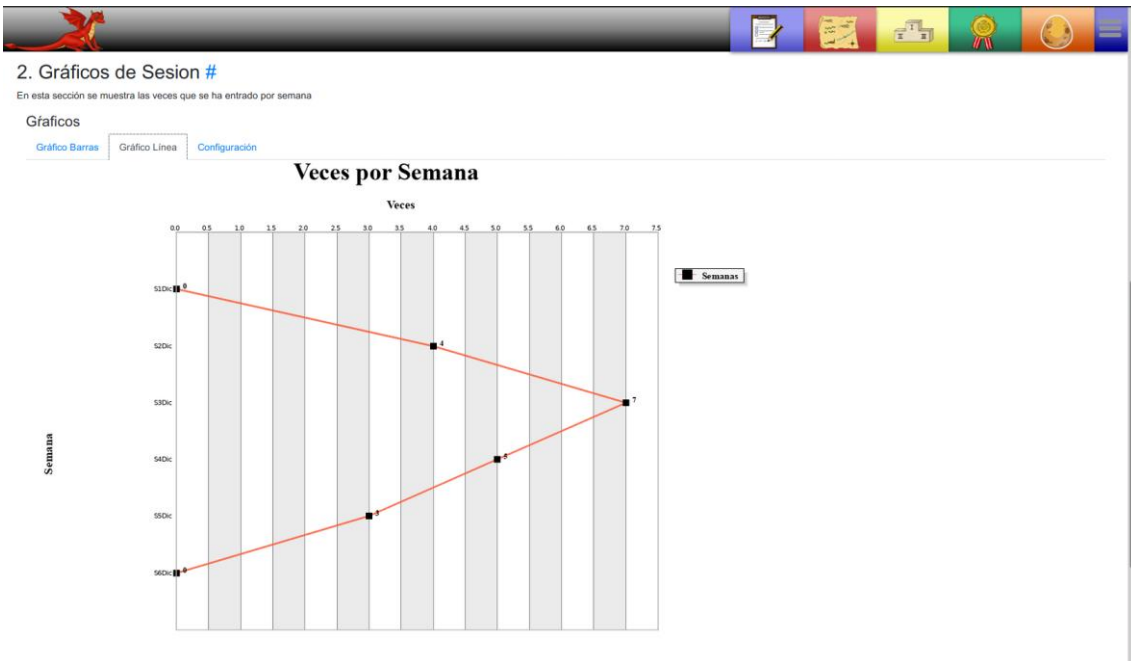 2. Gráficos de Sesion #
En esta sección se muestra las veces que se ha entrado por semana
Gŕaficos
Gráfico Barras Gráfico Línea Configuración
Veces por Semana
Veces
0.0 0.5 1.0 1.5 2.0 2.5 3.0 3.5 4.0 4.5 5.0 5.5 6.0 6.5 7.0 7.5
Semanas
S1Dic 0
S2Dic 4
S3Dic 7
Semana
S4Dic 5
S5Dic 3
S6Dic 0